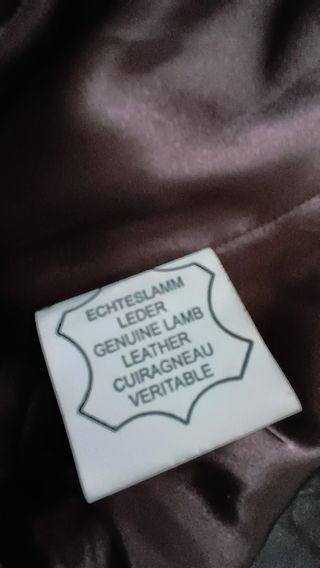 ECHTESLAMM
LEDER
GENUINE LAMB
LEATHER
CUIRAGNEAU
VERITABLE